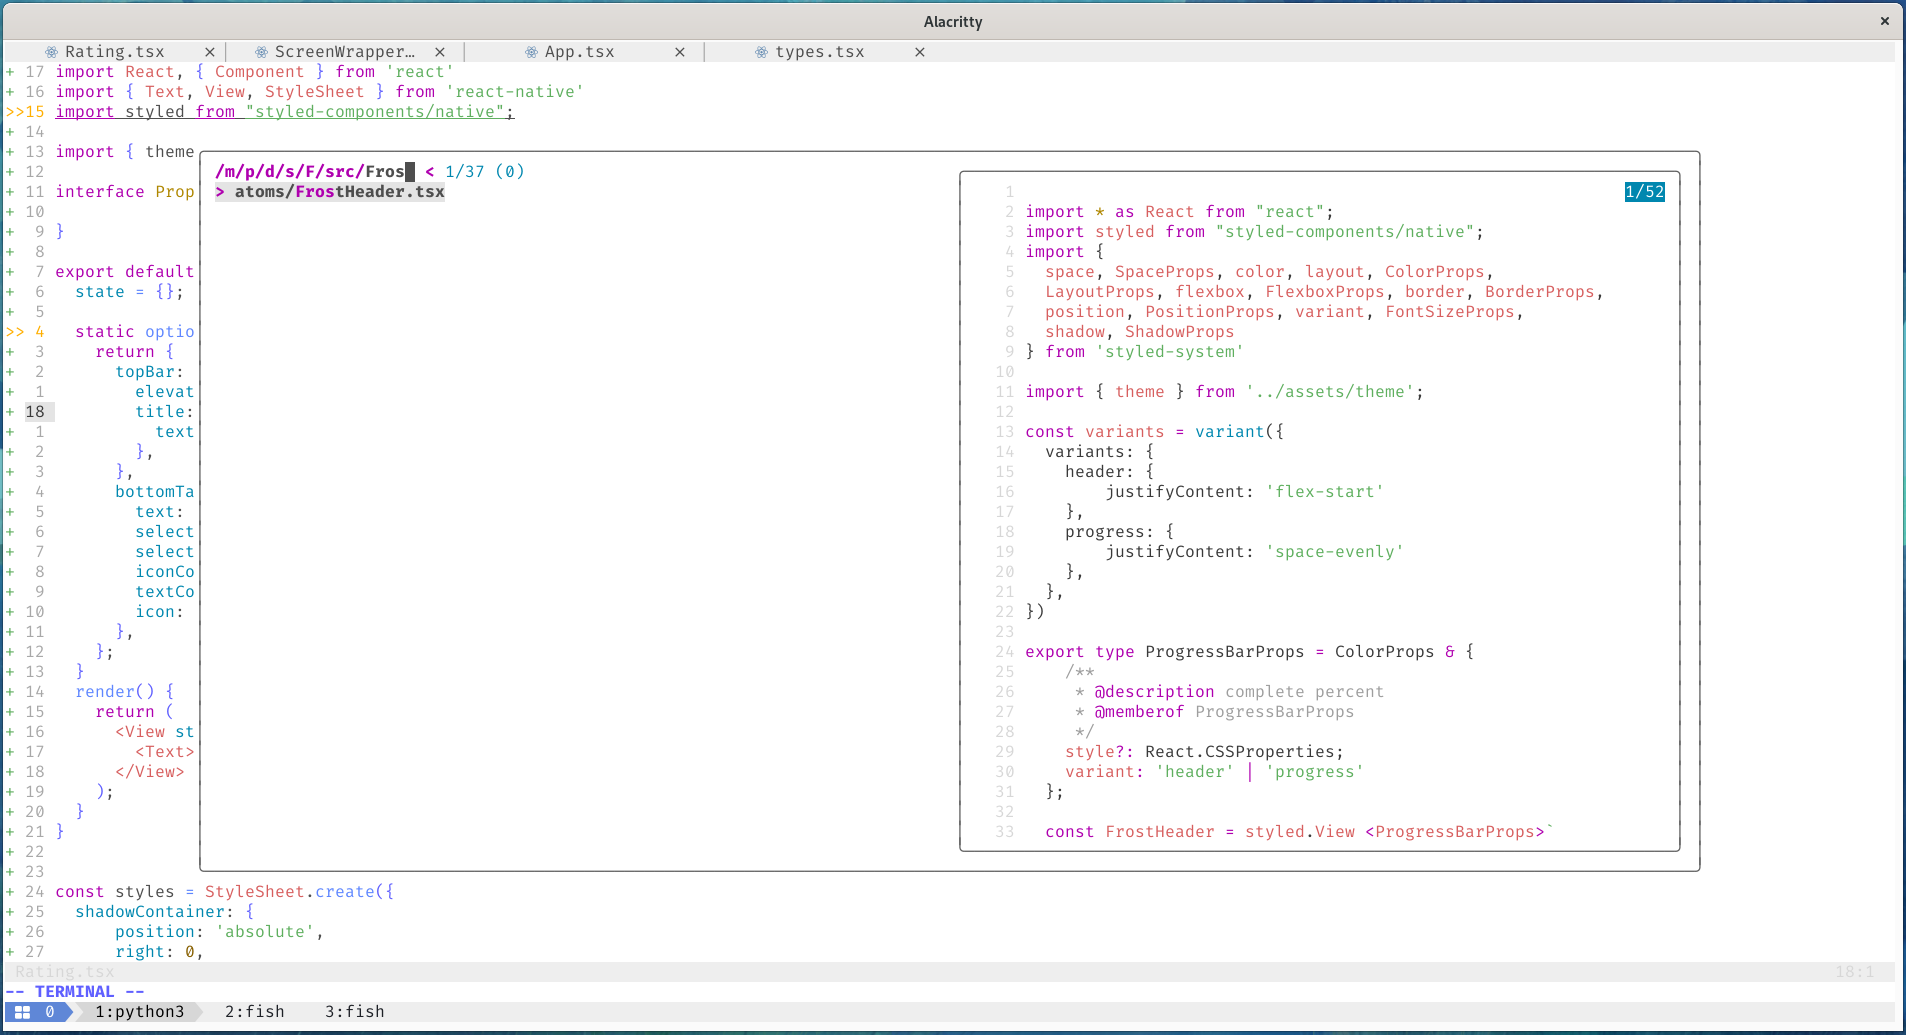 Alacritty ×
Rating.tsx × ScreenWrapper… × App.tsx × types.tsx ×
+ 17 import React, { Component } from 'react'
+ 16 import { Text, View, StyleSheet } from 'react-native'
>>15 import styled from "styled-components/native";
+ 14
+ 13 import { theme
+ 12
+ 11 interface Prop
+ 10
+ 9 }
+ 8
+ 7 export default
+ 6 state = {};
+ 5
>> 4 static optio
+ 3 return {
+ 2 topBar:
+ 1 elevat
+ 18 title:
+ 1 text
+ 2 },
+ 3 },
+ 4 bottomTa
+ 5 text:
+ 6 select
+ 7 select
+ 8 iconCo
+ 9 textCo
+ 10 icon:
+ 11 },
+ 12 };
+ 13 }
+ 14 render() {
+ 15 return (
+ 16 <View st
+ 17 <Text>
+ 18 </View>
+ 19 );
+ 20 }
+ 21 }
+ 22
+ 23
+ 24 const styles = StyleSheet.create({
+ 25 shadowContainer: {
+ 26 position: 'absolute',
+ 27 right: 0,
/m/p/d/s/F/src/Fros < 1/37 (0)
> atoms/FrostHeader.tsx
1 1/52
2 import * as React from "react";
3 import styled from "styled-components/native";
4 import {
5 space, SpaceProps, color, layout, ColorProps,
6 LayoutProps, flexbox, FlexboxProps, border, BorderProps,
7 position, PositionProps, variant, FontSizeProps,
8 shadow, ShadowProps
9 } from 'styled-system'
10
11 import { theme } from '../assets/theme';
12
13 const variants = variant({
14 variants: {
15 header: {
16 justifyContent: 'flex-start'
17 },
18 progress: {
19 justifyContent: 'space-evenly'
20 },
21 },
22 })
23
24 export type ProgressBarProps = ColorProps & {
25 /**
26 * @description complete percent
27 * @memberof ProgressBarProps
28 */
29 style?: React.CSSProperties;
30 variant: 'header' | 'progress'
31 };
32
33 const FrostHeader = styled.View <ProgressBarProps>`
Rating.tsx 18:1
-- TERMINAL --
0 1:python3 2:fish 3:fish